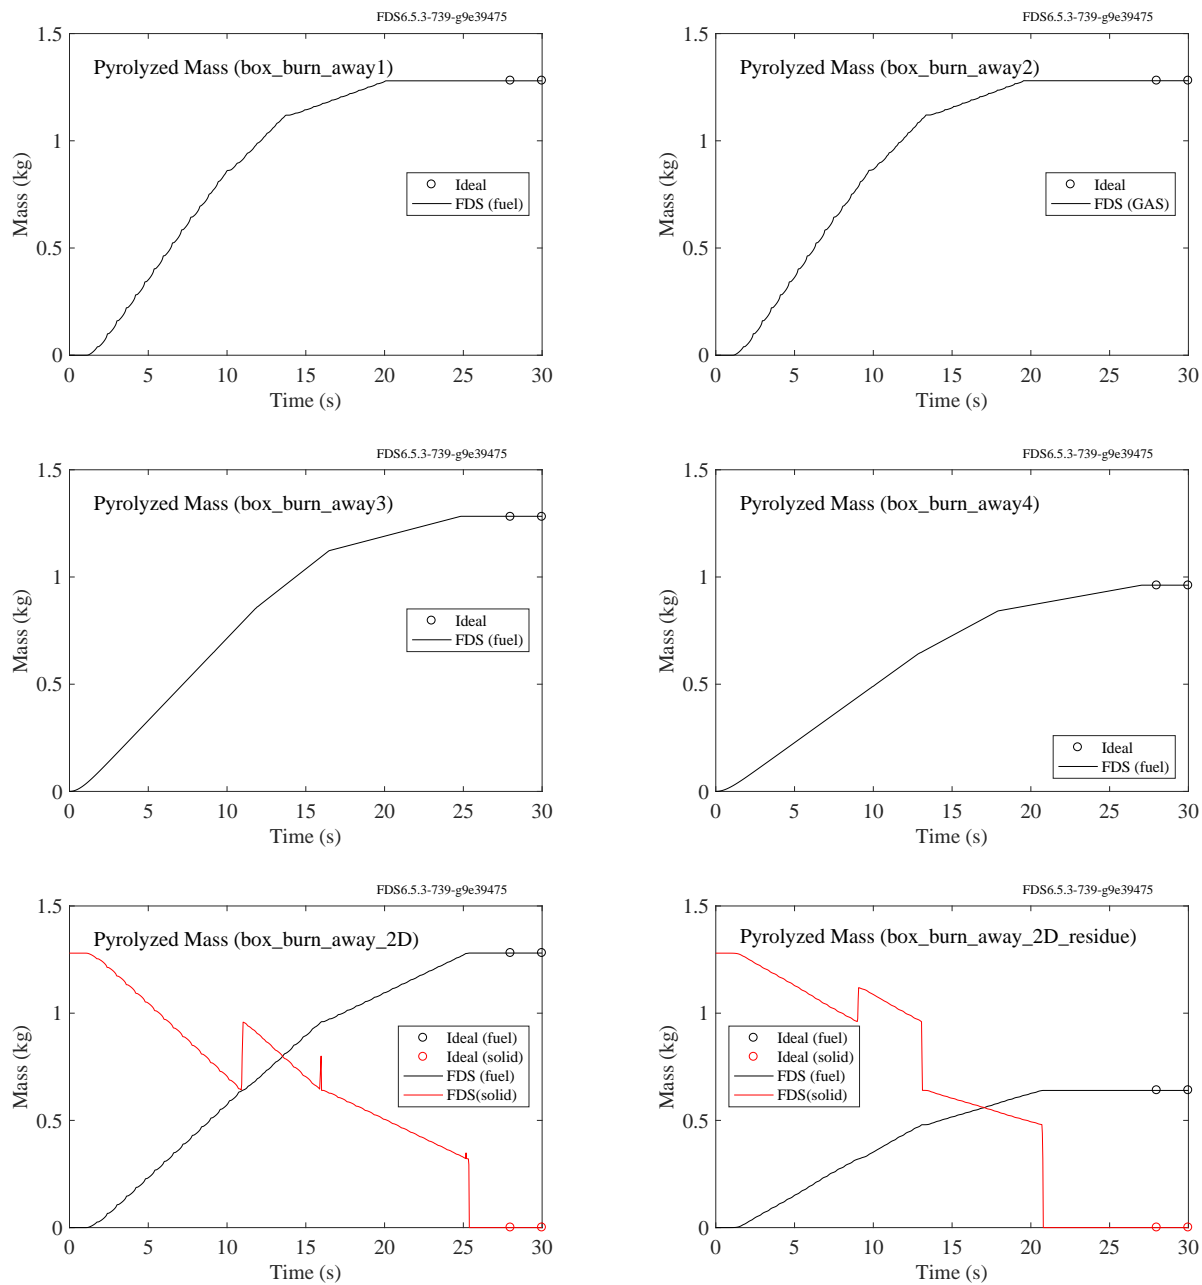 FDS6.5.3-739-g9e39475
Pyrolyzed Mass (box_burn_away1)
1.5
1
0.5
0
Mass (kg)
Ideal
FDS (fuel)
0 5 10 15 20 25 30
Time (s)
FDS6.5.3-739-g9e39475
Pyrolyzed Mass (box_burn_away2)
1.5
1
0.5
0
Mass (kg)
Ideal
FDS (GAS)
0 5 10 15 20 25 30
Time (s)
FDS6.5.3-739-g9e39475
Pyrolyzed Mass (box_burn_away3)
1.5
1
0.5
0
Mass (kg)
Ideal
FDS (fuel)
0 5 10 15 20 25 30
Time (s)
FDS6.5.3-739-g9e39475
Pyrolyzed Mass (box_burn_away4)
1.5
1
0.5
0
Mass (kg)
Ideal
FDS (fuel)
0 5 10 15 20 25 30
Time (s)
FDS6.5.3-739-g9e39475
Pyrolyzed Mass (box_burn_away_2D)
1.5
1
0.5
0
Mass (kg)
Ideal (fuel)
Ideal (solid)
FDS (fuel)
FDS(solid)
0 5 10 15 20 25 30
Time (s)
FDS6.5.3-739-g9e39475
Pyrolyzed Mass (box_burn_away_2D_residue)
1.5
1
0.5
0
Mass (kg)
Ideal (fuel)
Ideal (solid)
FDS (fuel)
FDS(solid)
0 5 10 15 20 25 30
Time (s)